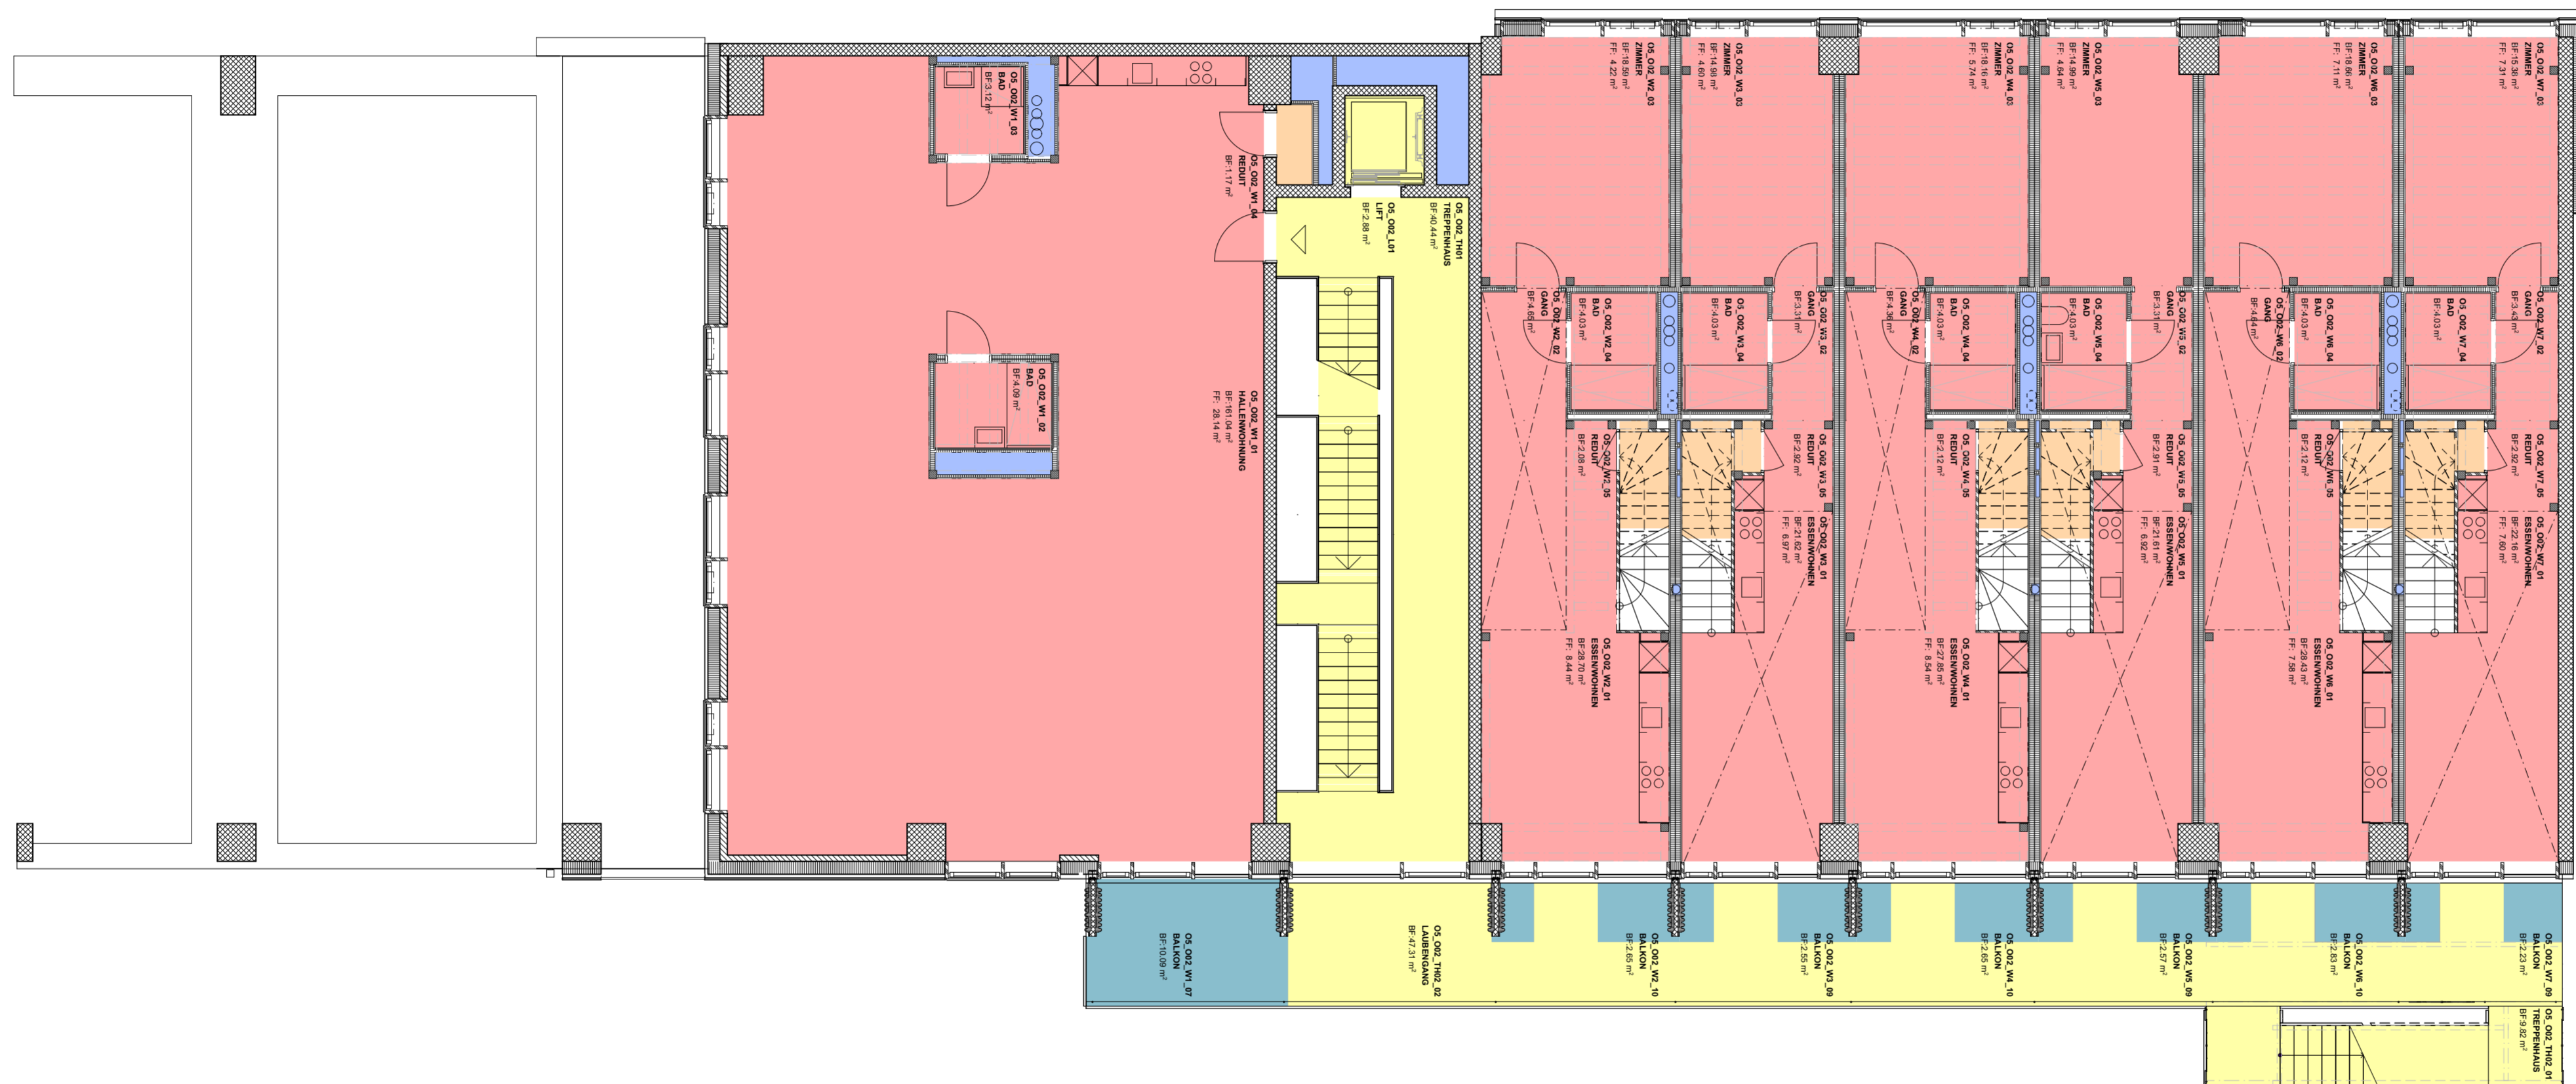 O5_O02_W1_03
BAD
BF:3.12 m²
O5_O02_W1_04
REDUIT
BF:1.17 m²
O5_O02_W1_02
BAD
BF:4.09 m²
O5_O02_W1_01
HALLENWOHNUNG
BF:161.04 m²
FF: 28.14 m²
O5_O02_L01
LIFT
BF:2.88 m²
O5_O02_TH01
TREPPENHAUS
BF:40.44 m²
O5_O02_W2_03
ZIMMER
BF:18.59 m²
FF: 4.22 m²
O5_O02_W3_03
ZIMMER
BF:14.98 m²
FF: 4.60 m²
O5_O02_W4_03
ZIMMER
BF:18.16 m²
FF: 5.74 m²
O5_O02_W5_03
ZIMMER
BF:14.99 m²
FF: 4.64 m²
O5_O02_W6_03
ZIMMER
BF:18.66 m²
FF: 7.11 m²
O5_O02_W7_03
ZIMMER
BF:15.38 m²
FF: 7.31 m²
O5_O02_W2_02
GANG
BF:4.65 m²
O5_O02_W2_04
BAD
BF:4.03 m²
O5_O02_W3_04
BAD
BF:4.03 m²
O5_O02_W3_02
GANG
BF:3.31 m²
O5_O02_W4_02
GANG
BF:4.36 m²
O5_O02_W4_04
BAD
BF:4.03 m²
O5_O02_W5_04
BAD
BF:4.03 m²
O5_O02_W5_02
GANG
BF:3.31 m²
O5_O02_W6_02
GANG
BF:4.64 m²
O5_O02_W6_04
BAD
BF:4.03 m²
O5_O02_W7_04
BAD
BF:4.03 m²
O5_O02_W7_02
GANG
BF:3.43 m²
O5_O02_W2_05
REDUIT
BF:2.08 m²
O5_O02_W3_05
REDUIT
BF:2.92 m²
O5_O02_W4_05
REDUIT
BF:2.12 m²
O5_O02_W5_05
REDUIT
BF:2.91 m²
O5_O02_W6_05
REDUIT
BF:2.12 m²
O5_O02_W7_05
REDUIT
BF:2.92 m²
O5_O02_W3_01
ESSEN/WOHNEN
BF:21.62 m²
FF: 6.97 m²
O5_O02_W5_01
ESSEN/WOHNEN
BF:21.61 m²
FF: 6.92 m²
O5_O02_W7_01
ESSEN/WOHNEN
BF:22.16 m²
FF: 7.60 m²
O5_O02_W2_01
ESSEN/WOHNEN
BF:28.70 m²
FF: 8.44 m²
O5_O02_W4_01
ESSEN/WOHNEN
BF:27.85 m²
FF: 8.54 m²
O5_O02_W6_01
ESSEN/WOHNEN
BF:28.43 m²
FF: 7.58 m²
O5_O02_W1_07
BALKON
BF:10.09 m²
O5_O02_TH02_02
LAUBENGANG
BF:47.31 m²
O5_O02_W2_10
BALKON
BF:2.65 m²
O5_O02_W3_09
BALKON
BF:2.55 m²
O5_O02_W4_10
BALKON
BF:2.65 m²
O5_O02_W5_09
BALKON
BF:2.57 m²
O5_O02_W6_10
BALKON
BF:2.83 m²
O5_O02_W7_09
BALKON
BF:2.23 m²
O5_O02_TH02_01
TREPPENHAUS
BF:9.82 m²